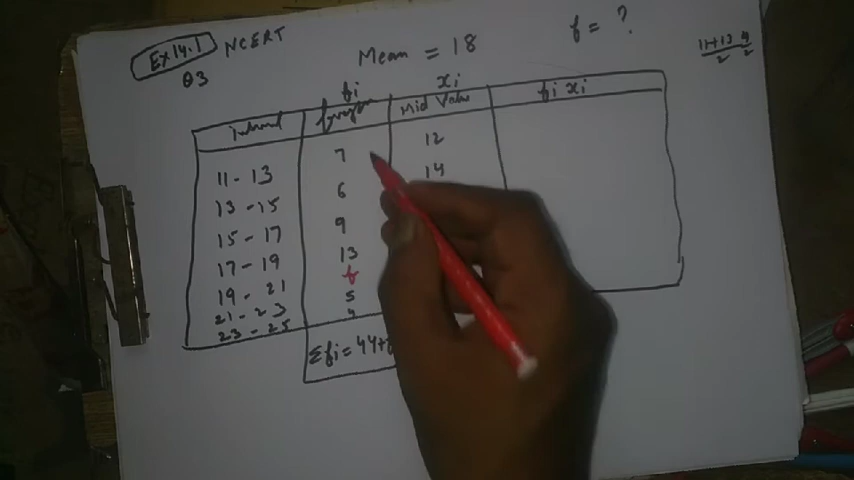 Ex 14.1 NCERT Mean = 18 f = ?
Q3
11+13 / 2
fi xi
Interval frequency Mid Value fi xi
11 - 13 7 12
13 - 15 6 14
15 - 17 9
17 - 19 13
19 - 21 f
21 - 23 5
23 - 25 4
Σfi = 44+